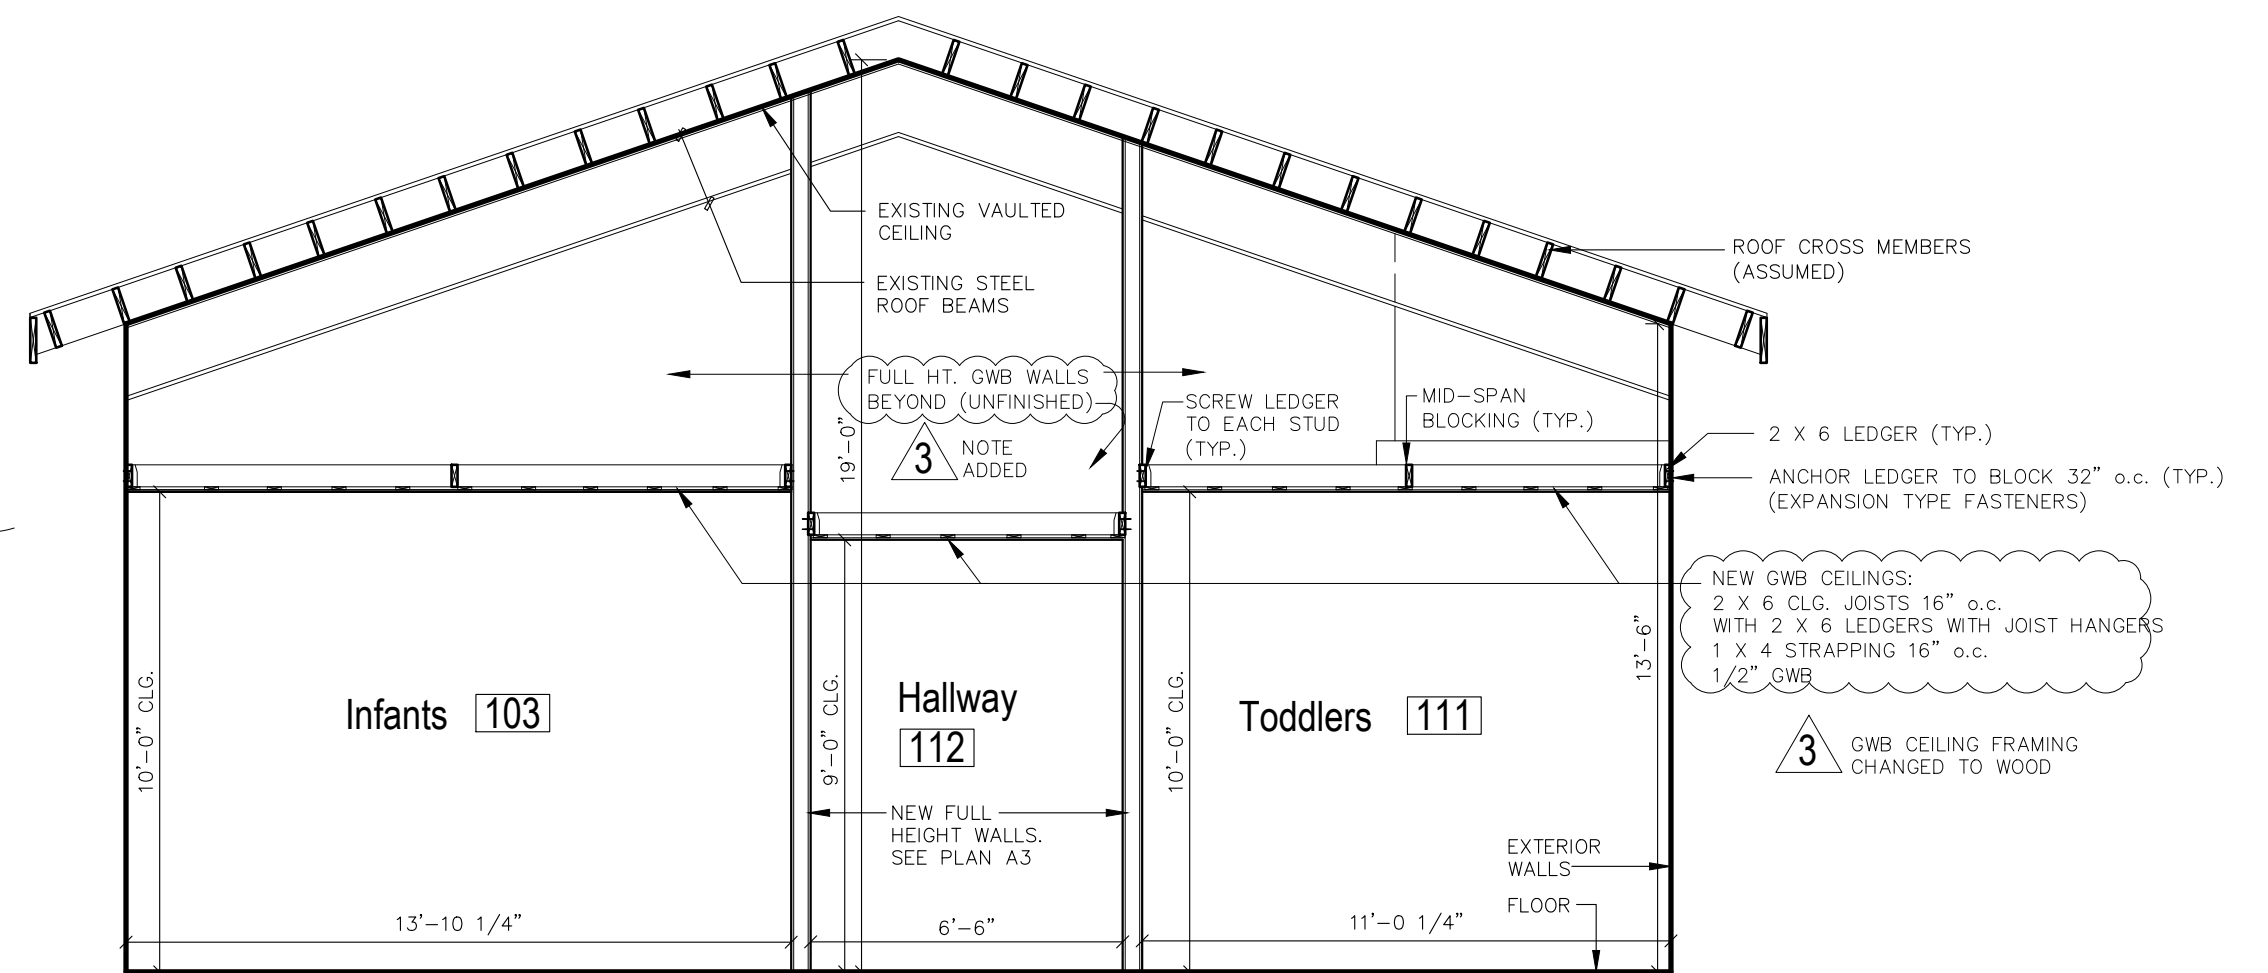 EXISTING VAULTED
CEILING
EXISTING STEEL
ROOF BEAMS
ROOF CROSS MEMBERS
(ASSUMED)
FULL HT. GWB WALLS
BEYOND (UNFINISHED)
3
NOTE
ADDED
19'-0"
SCREW LEDGER
TO EACH STUD
(TYP.)
MID-SPAN
BLOCKING (TYP.)
2 X 6 LEDGER (TYP.)
ANCHOR LEDGER TO BLOCK 32" o.c. (TYP.)
(EXPANSION TYPE FASTENERS)
NEW GWB CEILINGS:
2 X 6 CLG. JOISTS 16" o.c.
WITH 2 X 6 LEDGERS WITH JOIST HANGERS
1 X 4 STRAPPING 16" o.c.
1/2" GWB
3
GWB CEILING FRAMING
CHANGED TO WOOD
10'-0" CLG.
Infants 103
9'-0" CLG.
Hallway
112
10'-0" CLG.
Toddlers 111
13'-6"
NEW FULL
HEIGHT WALLS.
SEE PLAN A3
EXTERIOR
WALLS
FLOOR
13'-10 1/4"
6'-6"
11'-0 1/4"